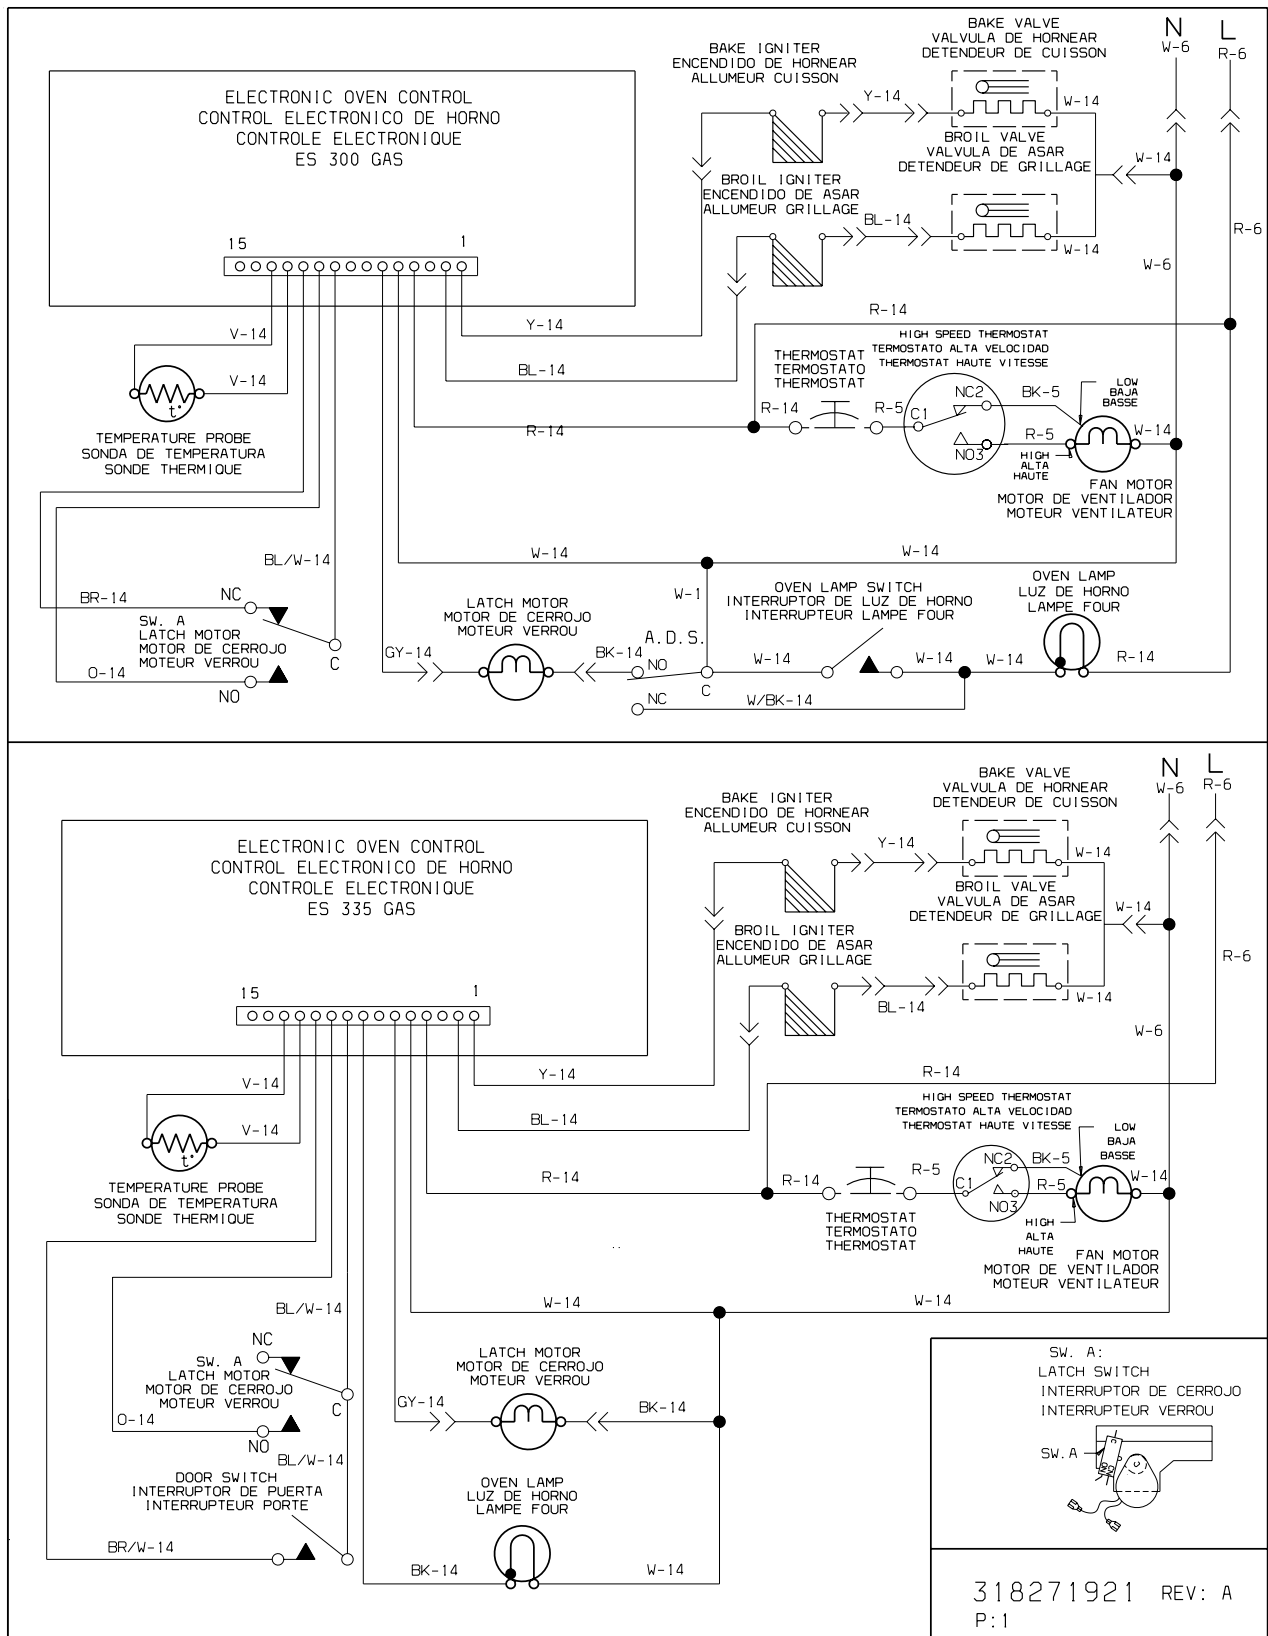 BAKE VALVE
VALVULA DE HORNEAR
DETENDEUR DE CUISSON
N
W-6
L
R-6
BAKE IGNITER
ENCENDIDO DE HORNEAR
ALLUMEUR CUISSON
ELECTRONIC OVEN CONTROL
CONTROL ELECTRONICO DE HORNO
CONTROLE ELECTRONIQUE
ES 300 GAS
Y-14
W-14
BROIL VALVE
VALVULA DE ASAR
DETENDEUR DE GRILLAGE
W-14
BROIL IGNITER
ENCENDIDO DE ASAR
ALLUMEUR GRILLAGE
BL-14
W-14
R-6
W-6
15
1
V-14
Y-14
R-14
HIGH SPEED THERMOSTAT
TERMOSTATO ALTA VELOCIDAD
THERMOSTAT HAUTE VITESSE
THERMOSTAT
TERMOSTATO
THERMOSTAT
V-14
BL-14
t°
LOW
BAJA
BASSE
NC2
BK-5
R-14
R-5
C1
R-14
R-5
W-14
NO3
HIGH
ALTA
HAUTE
TEMPERATURE PROBE
SONDA DE TEMPERATURA
SONDE THERMIQUE
FAN MOTOR
MOTOR DE VENTILADOR
MOTEUR VENTILATEUR
BL/W-14
W-14
W-14
BR-14
NC
SW. A
LATCH MOTOR
MOTOR DE CERROJO
MOTEUR VERROU
C
O-14
NO
LATCH MOTOR
MOTOR DE CERROJO
MOTEUR VERROU
W-1
OVEN LAMP SWITCH
INTERRUPTOR DE LUZ DE HORNO
INTERRUPTEUR LAMPE FOUR
OVEN LAMP
LUZ DE HORNO
LAMPE FOUR
A.D.S.
GY-14
BK-14
NO
W-14
W-14
W-14
R-14
C
NC
W/BK-14
N
W-6
L
R-6
BAKE VALVE
VALVULA DE HORNEAR
DETENDEUR DE CUISSON
BAKE IGNITER
ENCENDIDO DE HORNEAR
ALLUMEUR CUISSON
ELECTRONIC OVEN CONTROL
CONTROL ELECTRONICO DE HORNO
CONTROLE ELECTRONIQUE
ES 335 GAS
Y-14
W-14
BROIL VALVE
VALVULA DE ASAR
DETENDEUR DE GRILLAGE
W-14
BROIL IGNITER
ENCENDIDO DE ASAR
ALLUMEUR GRILLAGE
R-6
BL-14
W-14
15
1
W-6
V-14
Y-14
R-14
HIGH SPEED THERMOSTAT
TERMOSTATO ALTA VELOCIDAD
THERMOSTAT HAUTE VITESSE
V-14
BL-14
t°
LOW
BAJA
BASSE
NC2
BK-5
R-14
R-14
R-5
C1
R-5
W-14
NO3
TEMPERATURE PROBE
SONDA DE TEMPERATURA
SONDE THERMIQUE
THERMOSTAT
TERMOSTATO
THERMOSTAT
HIGH
ALTA
HAUTE
FAN MOTOR
MOTOR DE VENTILADOR
MOTEUR VENTILATEUR
BL/W-14
W-14
W-14
NC
SW. A
LATCH MOTOR
MOTOR DE CERROJO
MOTEUR VERROU
C
O-14
NO
LATCH MOTOR
MOTOR DE CERROJO
MOTEUR VERROU
GY-14
BK-14
BL/W-14
DOOR SWITCH
INTERRUPTOR DE PUERTA
INTERRUPTEUR PORTE
BR/W-14
OVEN LAMP
LUZ DE HORNO
LAMPE FOUR
BK-14
W-14
SW. A:
LATCH SWITCH
INTERRUPTOR DE CERROJO
INTERRUPTEUR VERROU
SW.A
318271921 REV: A
P:1